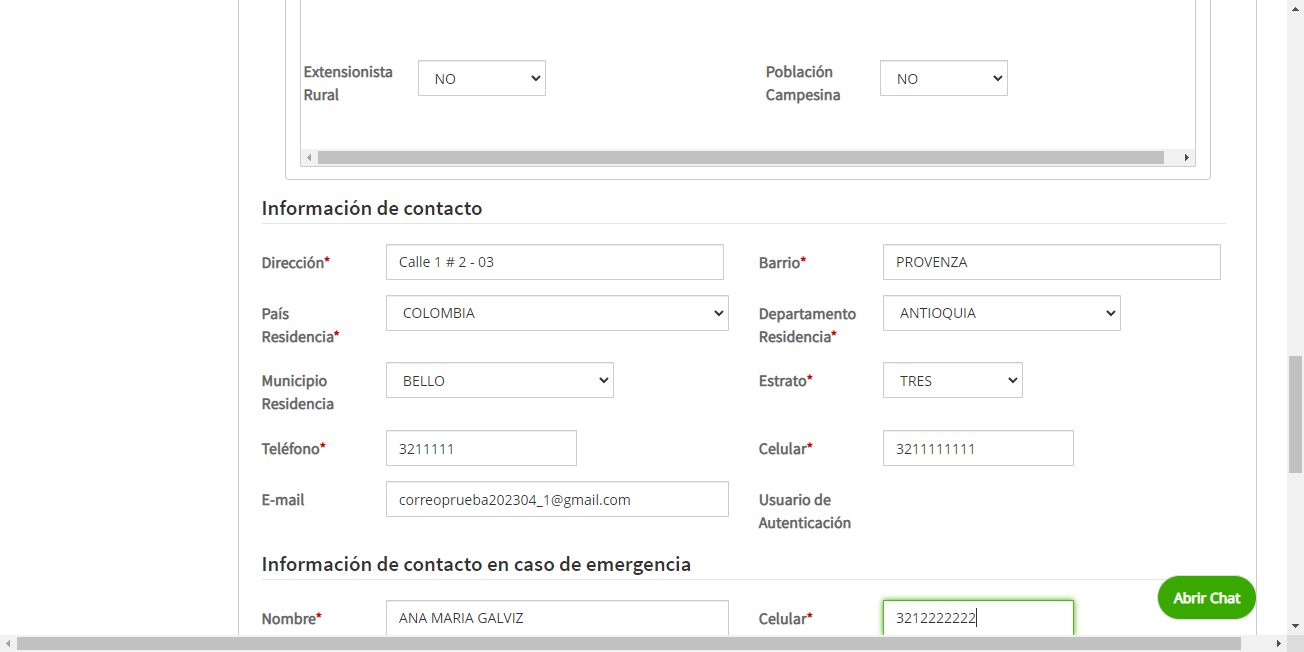 Extensionista Rural NO
Población Campesina NO
Información de contacto
Dirección* Calle 1 # 2 - 03
Barrio* PROVENZA
País Residencia* COLOMBIA
Departamento Residencia* ANTIOQUIA
Municipio Residencia BELLO
Estrato* TRES
Teléfono* 3211111
Celular* 3211111111
E-mail correoprueba202304_1@gmail.com
Usuario de Autenticación
Información de contacto en caso de emergencia
Nombre* ANA MARIA GALVIZ
Celular* 3212222222
Abrir Chat